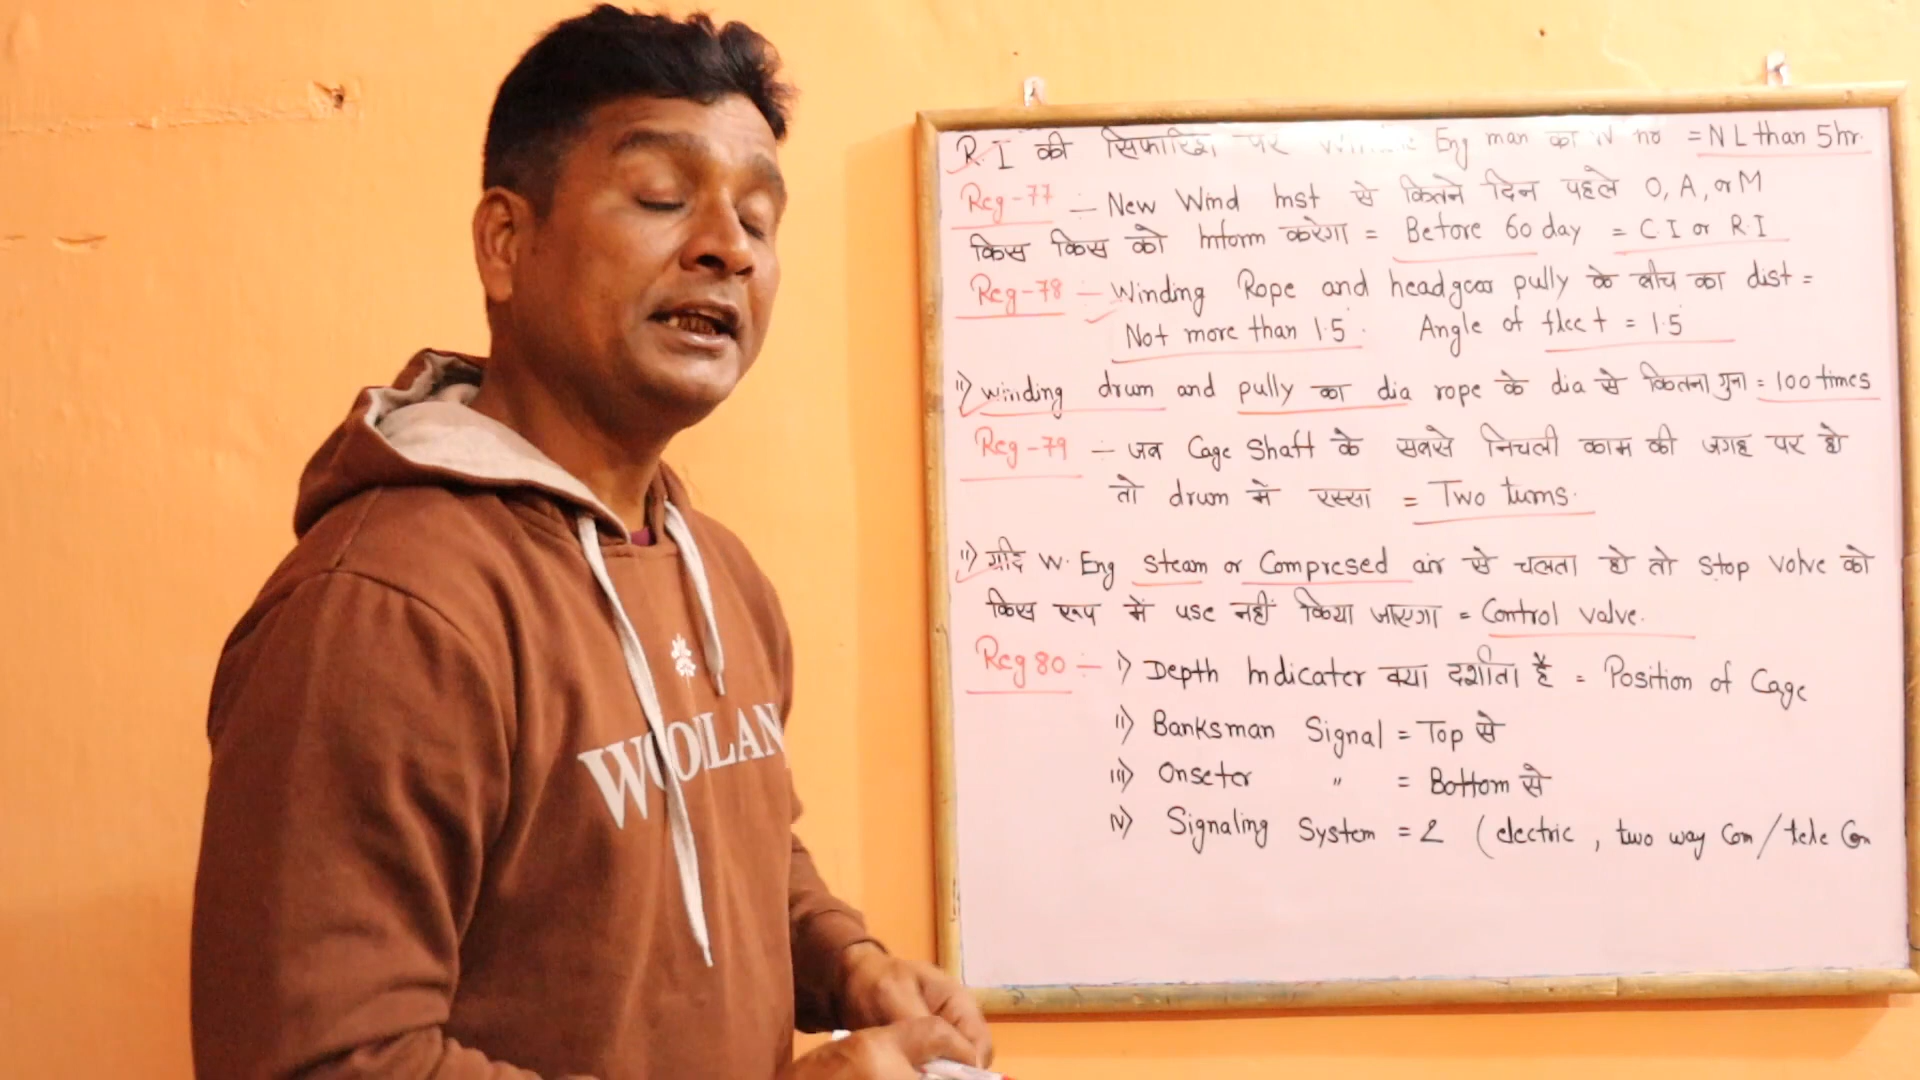 R.I की सिफारिश पर Eng man का no = NL than 5hr.
Reg-77 :- New Wind Inst से कितने दिन पहले O, A, or M
किस किस को Inform करेगा = Before 60 day = C.I or R.I
Reg-78 :- Winding Rope and headgear pully के बीच का dist =
Not more than 1.5° . Angle of fleet = 1.5°
ii) winding drum and pully का dia rope के dia से कितना गुना = 100 times
Reg-79 :- जब Cage Shaft के सबसे निचली काम की जगह पर हो
तो drum में रस्सा = Two turns.
ii) यदि W. Eng Steam or Compresed air से चलता हो तो Stop Valve को
किस रूप में use नहीं किया जाएगा = Control valve.
Reg 80 :- i) Depth Indicater क्या दर्शाता है = Position of Cage
ii) Banksman Signal = Top से
iii) Onseter " = Bottom से
iv) Signaling System = 2 (electric , two way Com / tele Con
WOODLAN